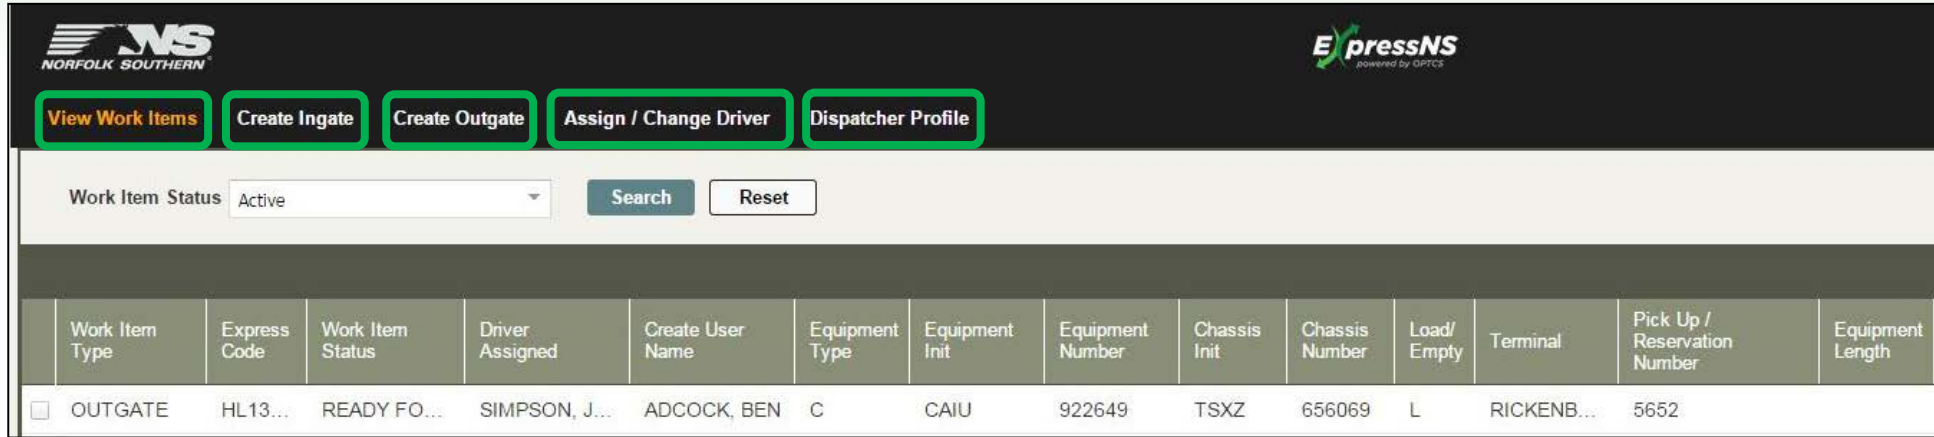 NS
NORFOLK SOUTHERN
ExpressNS
powered by OPTCS
View Work Items Create Ingate Create Outgate Assign / Change Driver Dispatcher Profile
Work Item Status Active Search Reset
Work Item Type Express Code Work Item Status Driver Assigned Create User Name Equipment Type Equipment Init Equipment Number Chassis Init Chassis Number Load/ Empty Terminal Pick Up / Reservation Number Equipment Length
OUTGATE HL13... READY FO... SIMPSON, J... ADCOCK, BEN C CAIU 922649 TSXZ 656069 L RICKENB... 5652